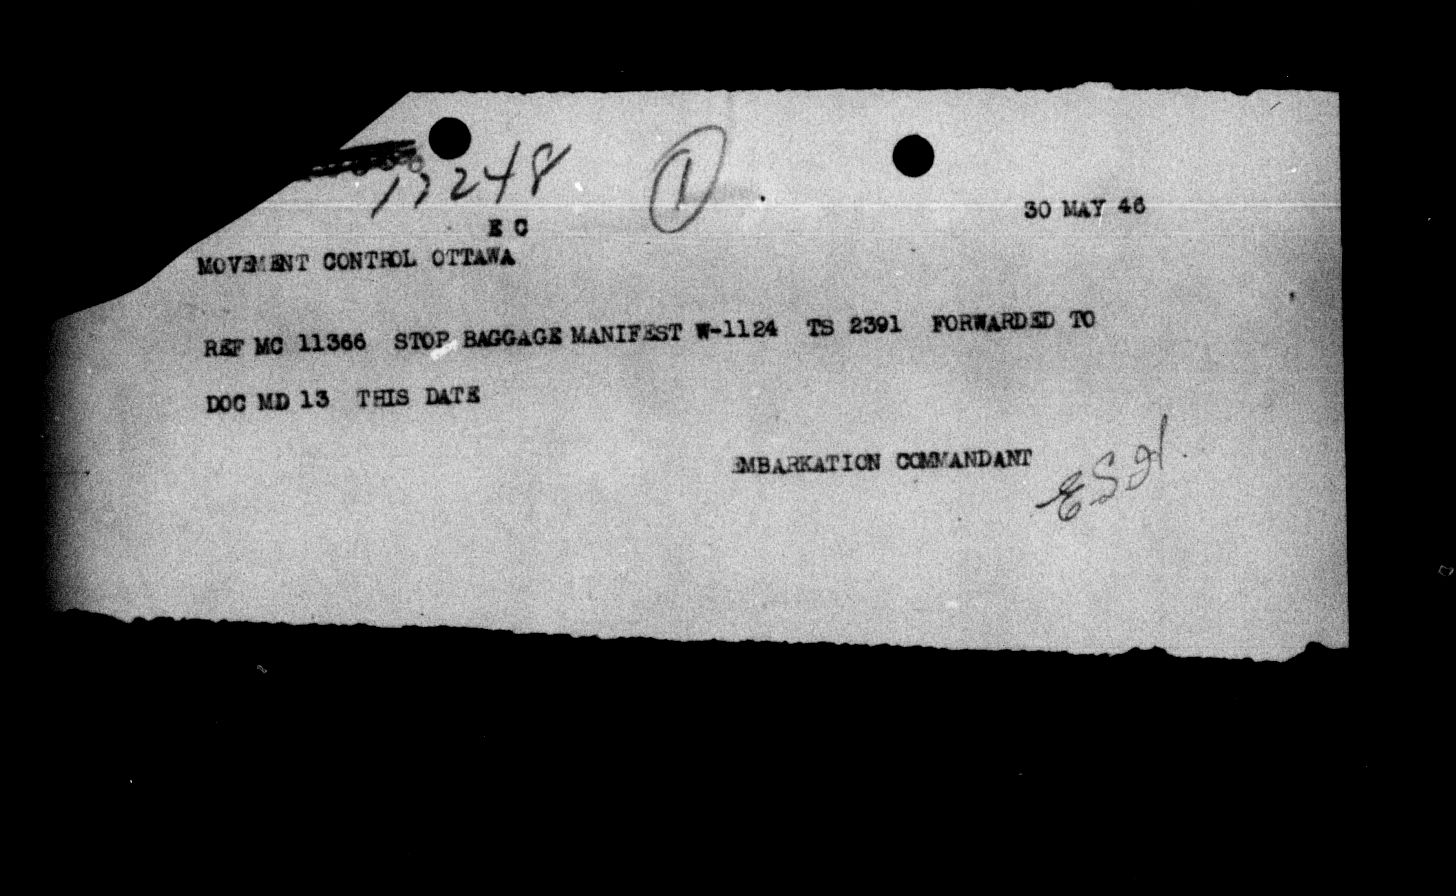 12248
1
E C
30 MAY 46
MOVEMENT CONTROL OTTAWA
REF MC 11366 STOP BAGGAGE MANIFEST W-1124 TS 2391 FORWARDED TO
DOC MD 13 THIS DATE
EMBARKATION COMMANDANT